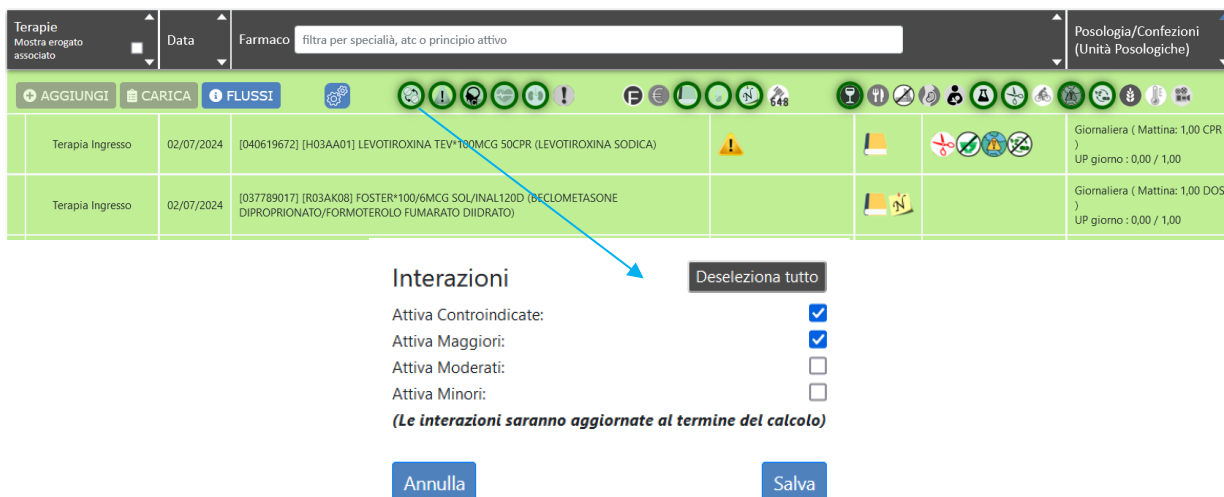 Terapie
Mostra erogato
associato
Data
Farmaco
filtra per specialià, atc o principio attivo
Posologia/Confezioni
(Unità Posologiche)
AGGIUNGI
CARICA
FLUSSI
648
Terapia Ingresso
02/07/2024
[040619672] [H03AA01] LEVOTIROXINA TEV*100MCG 50CPR (LEVOTIROXINA SODICA)
Giornaliera ( Mattina: 1,00 CPR
)
UP giorno : 0,00 / 1,00
Terapia Ingresso
02/07/2024
[037789017] [R03AK08] FOSTER*100/6MCG SOL/INAL120D (BECLOMETASONE
DIPROPRIONATO/FORMOTEROLO FUMARATO DIIDRATO)
Giornaliera ( Mattina: 1,00 DOS
)
UP giorno : 0,00 / 1,00
Interazioni
Deseleziona tutto
Attiva Controindicate:
Attiva Maggiori:
Attiva Moderati:
Attiva Minori:
(Le interazioni saranno aggiornate al termine del calcolo)
Annulla
Salva